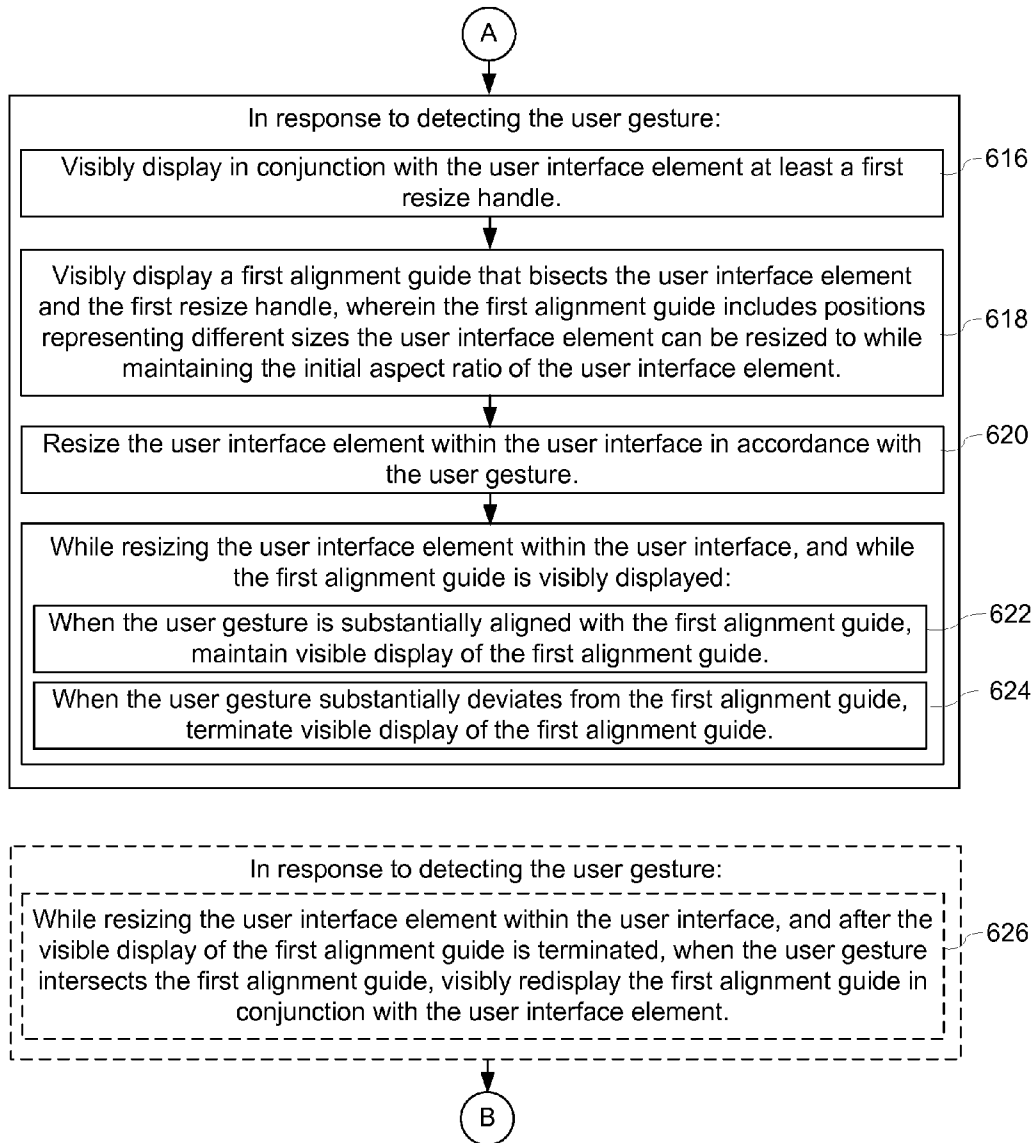 A
In response to detecting the user gesture:
Visibly display in conjunction with the user interface element at least a first
resize handle.
616
Visibly display a first alignment guide that bisects the user interface element
and the first resize handle, wherein the first alignment guide includes positions
representing different sizes the user interface element can be resized to while
maintaining the initial aspect ratio of the user interface element.
618
Resize the user interface element within the user interface in accordance with
the user gesture.
620
While resizing the user interface element within the user interface, and while
the first alignment guide is visibly displayed:
When the user gesture is substantially aligned with the first alignment guide,
maintain visible display of the first alignment guide.
622
When the user gesture substantially deviates from the first alignment guide,
terminate visible display of the first alignment guide.
624
In response to detecting the user gesture:
While resizing the user interface element within the user interface, and after the
visible display of the first alignment guide is terminated, when the user gesture
intersects the first alignment guide, visibly redisplay the first alignment guide in
conjunction with the user interface element.
626
B